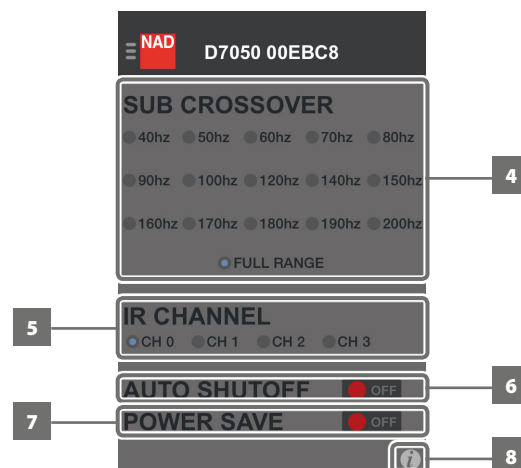 NAD
D7050 00EBC8
SUB CROSSOVER
40hz 50hz 60hz 70hz 80hz
90hz 100hz 120hz 140hz 150hz
160hz 170hz 180hz 190hz 200hz
FULL RANGE
4
IR CHANNEL
CH 0 CH 1 CH 2 CH 3
5
AUTO SHUTOFF OFF
6
POWER SAVE OFF
7
i
8